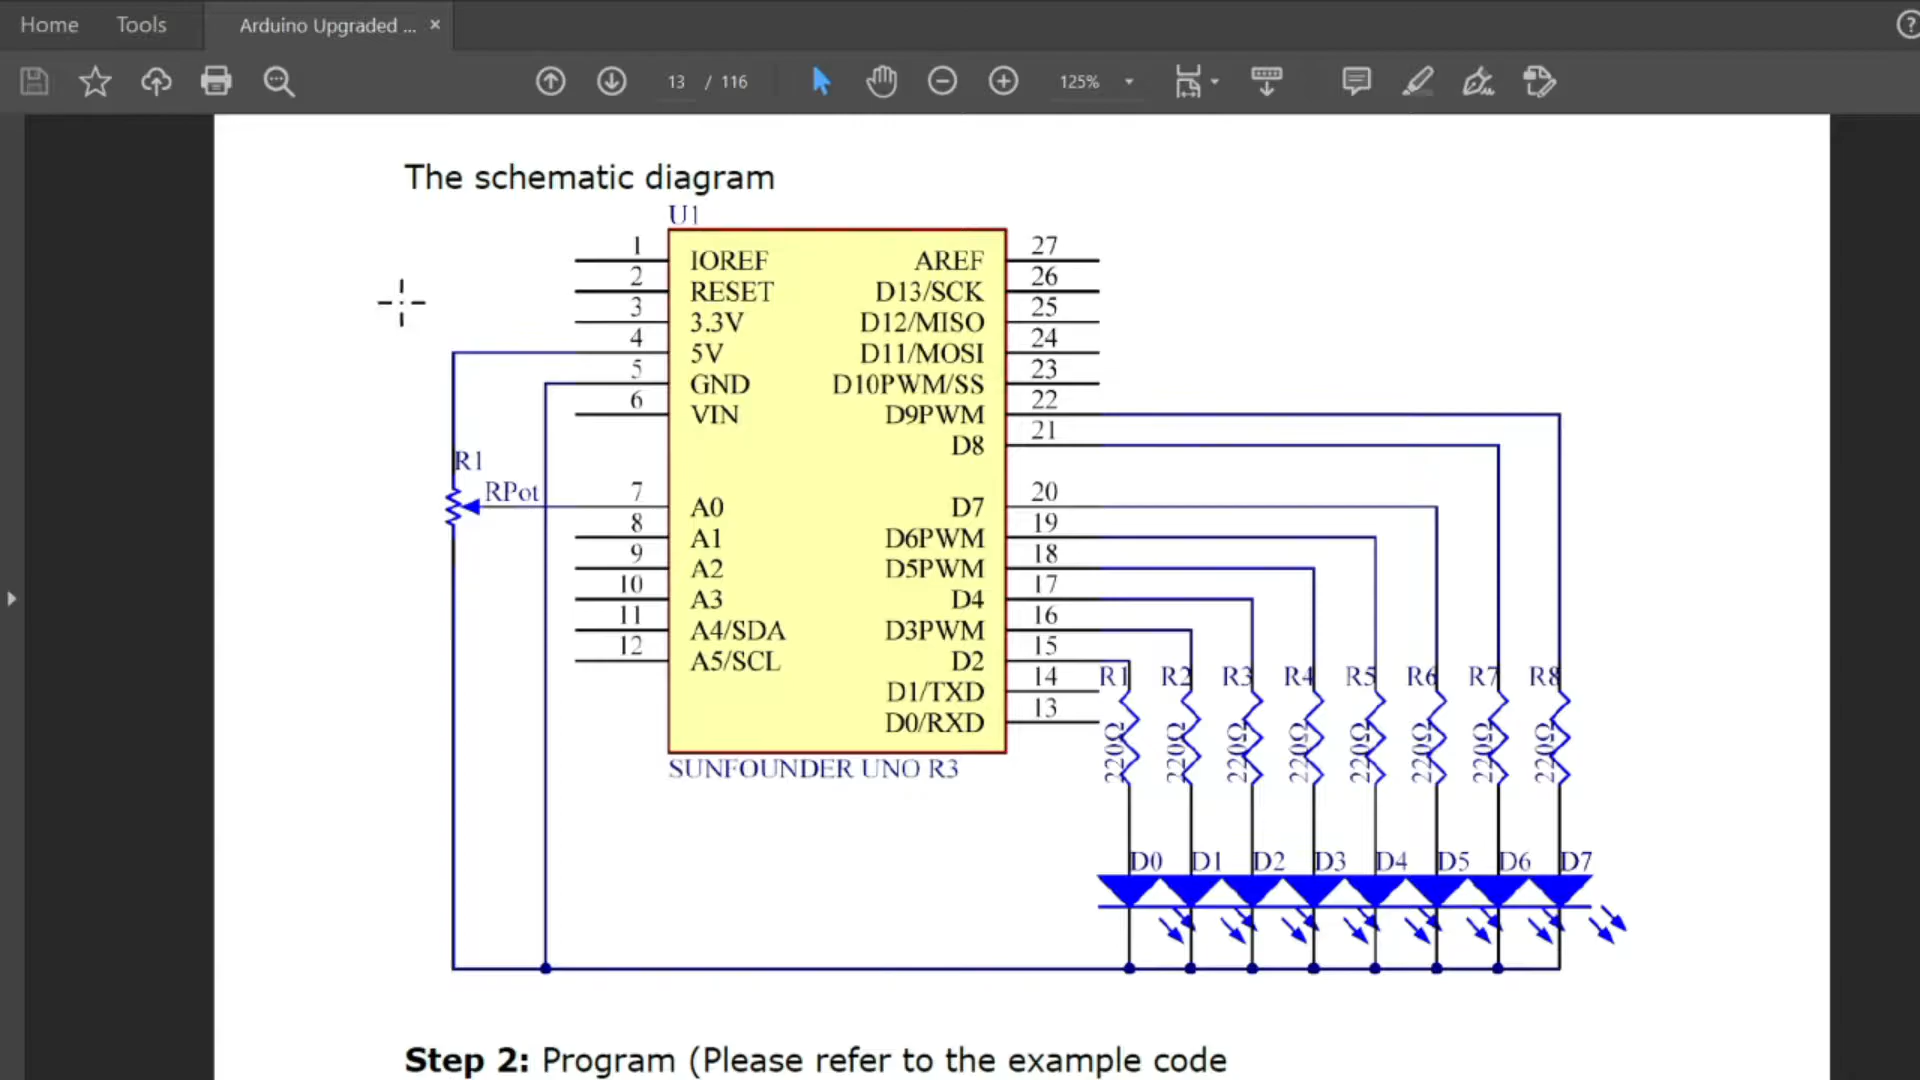 Home Tools Arduino Upgraded ... ×
13 / 116 125%
The schematic diagram
U1
1 IOREF AREF 27
2 RESET D13/SCK 26
3 3.3V D12/MISO 25
4 5V D11/MOSI 24
5 GND D10PWM/SS 23
6 VIN D9PWM 22
D8 21
R1
RPot 7 A0 D7 20
8 A1 D6PWM 19
9 A2 D5PWM 18
10 A3 D4 17
11 A4/SDA D3PWM 16
12 A5/SCL D2 15
D1/TXD 14
D0/RXD 13
R1 R2 R3 R4 R5 R6 R7 R8
220Ω 220Ω 220Ω 220Ω 220Ω 220Ω 220Ω 220Ω
SUNFOUNDER UNO R3
D0 D1 D2 D3 D4 D5 D6 D7
Step 2: Program (Please refer to the example code